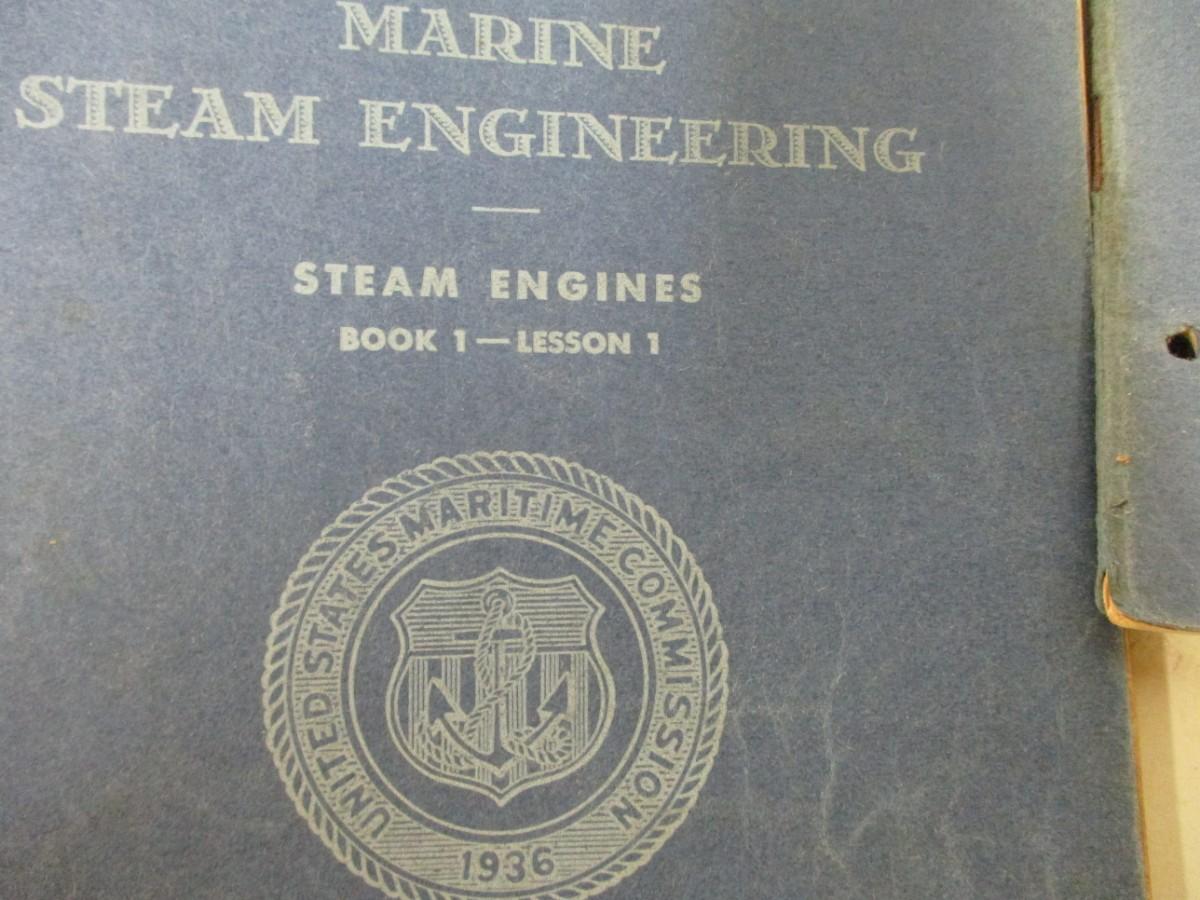 MARINE
STEAM ENGINEERING
STEAM ENGINES
BOOK 1—LESSON 1
UNITED STATES MARITIME COMMISSION
1936